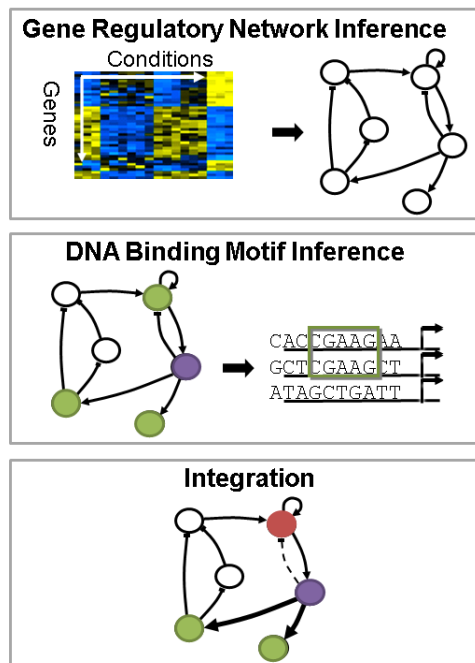 Gene Regulatory Network Inference
Conditions
Genes
DNA Binding Motif Inference
CACCGAAGAA
GCTCGAAGCT
ATAGCTGATT
Integration